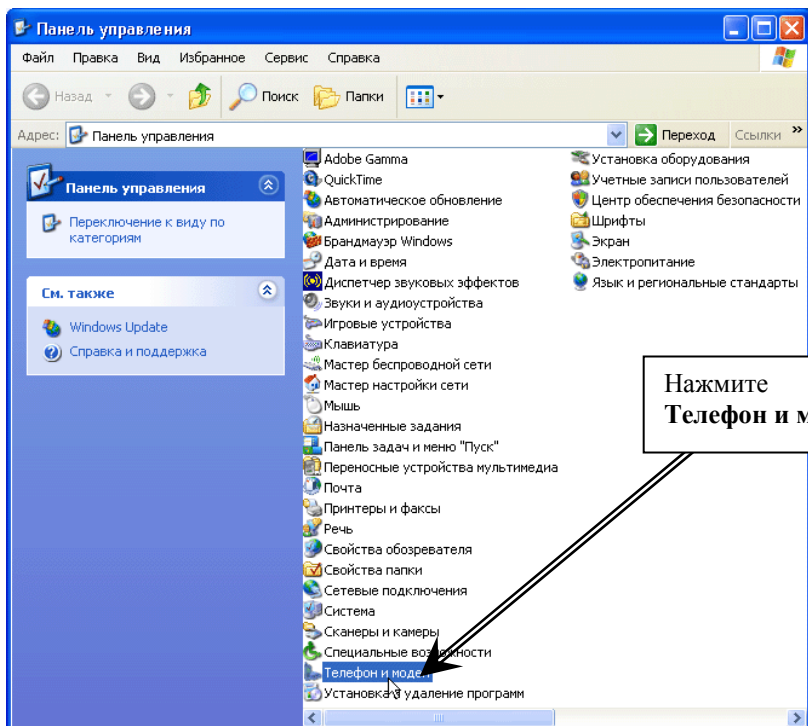 Панель управления
Файл Правка Вид Избранное Сервис Справка
Назад Поиск Папки
Адрес: Панель управления Переход Ссылки »
Панель управления
Переключение к виду по
категориям
См. также
Windows Update
Справка и поддержка
Adobe Gamma
QuickTime
Автоматическое обновление
Администрирование
Брандмауэр Windows
Дата и время
Диспетчер звуковых эффектов
Звуки и аудиоустройства
Игровые устройства
Клавиатура
Мастер беспроводной сети
Мастер настройки сети
Мышь
Назначенные задания
Панель задач и меню "Пуск"
Переносные устройства мультимедиа
Почта
Принтеры и факсы
Речь
Свойства обозревателя
Свойства папки
Сетевые подключения
Система
Сканеры и камеры
Специальные возможности
Телефон и модем
Установка и удаление программ
Установка оборудования
Учетные записи пользователей
Центр обеспечения безопасности
Шрифты
Экран
Электропитание
Язык и региональные стандарты
Нажмите
Телефон и м